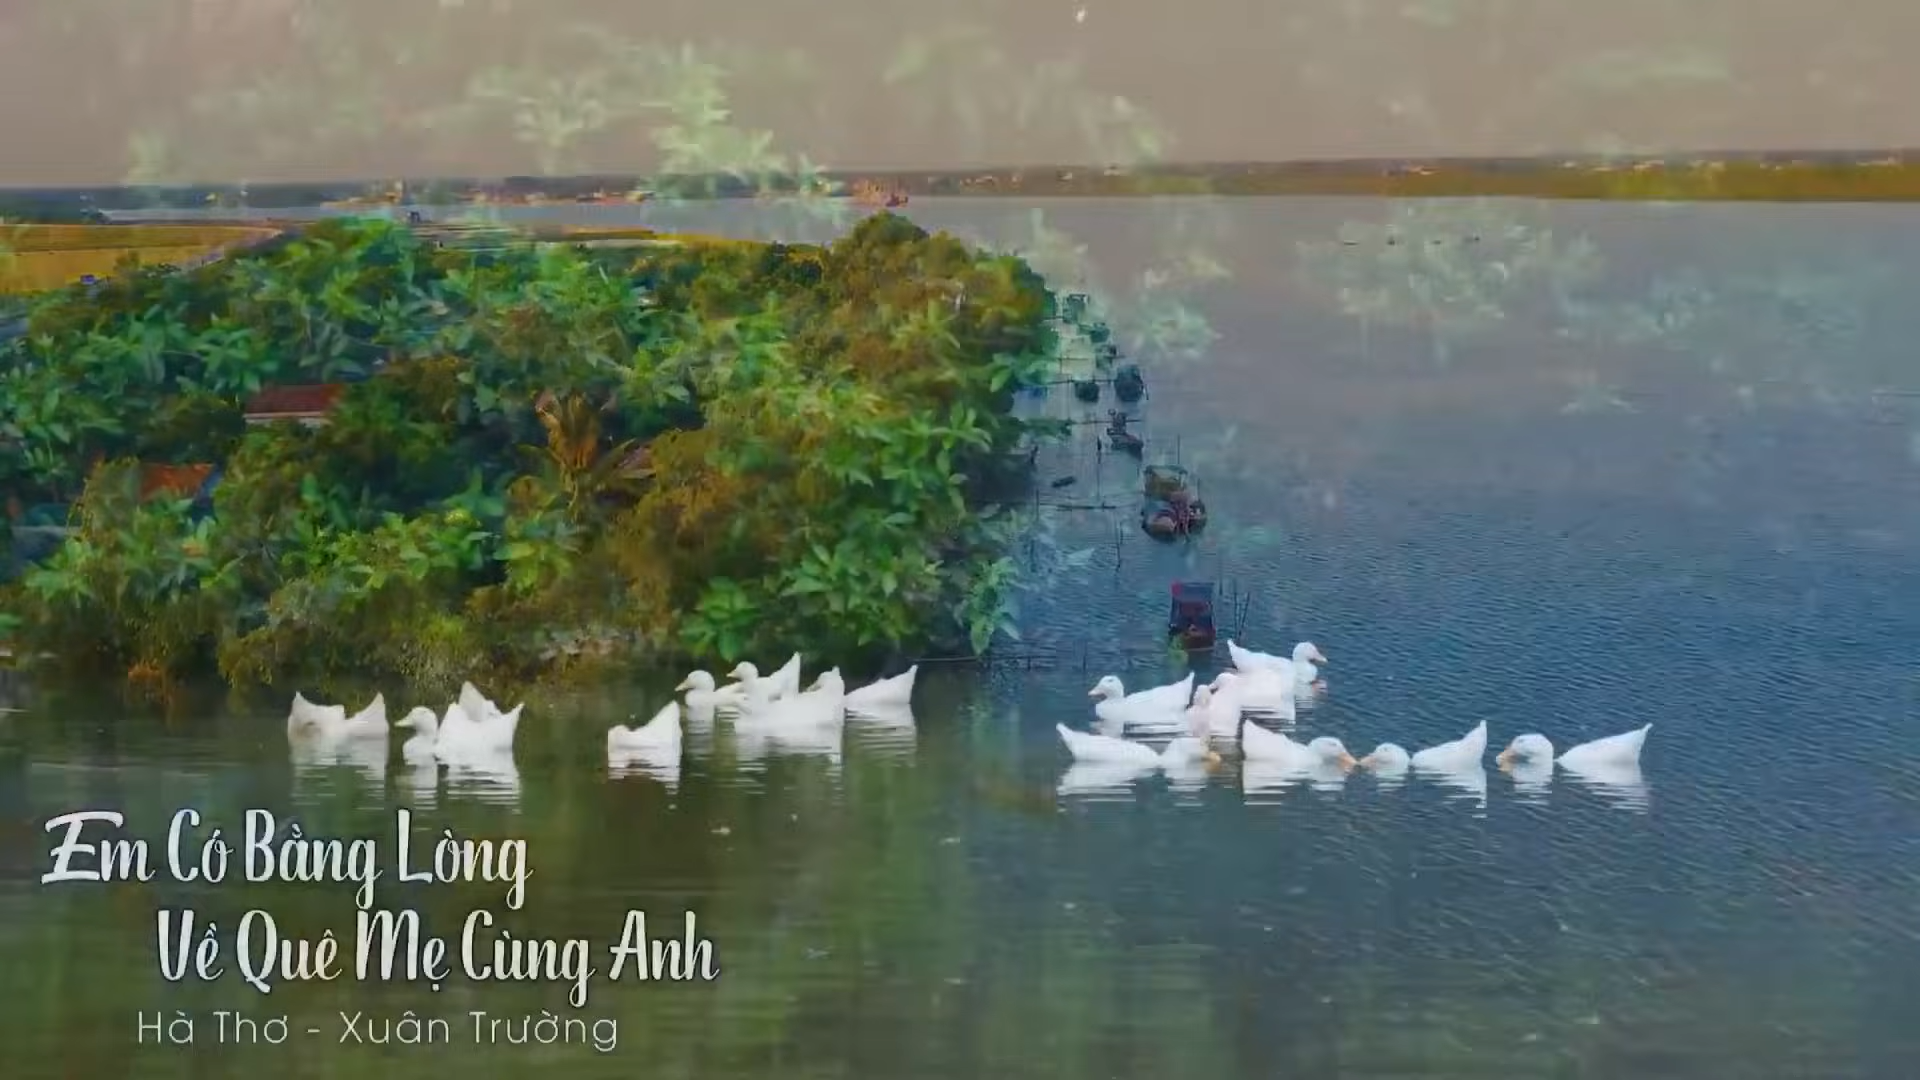 Em Có Bằng Lòng
Về Quê Mẹ Cùng Anh
Hà Thơ - Xuân Trường